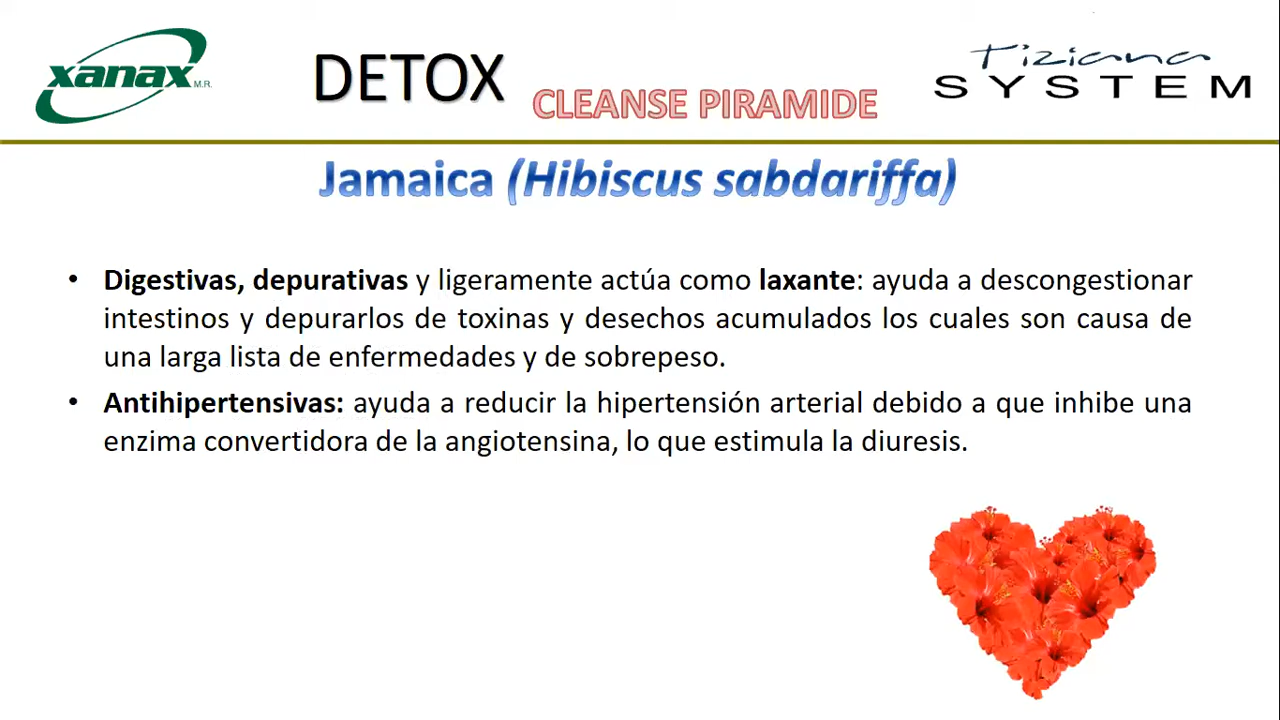 xanax M.R.
DETOX
CLEANSE PIRAMIDE
Tiziana
SYSTEM
Jamaica (Hibiscus sabdariffa)
• Digestivas, depurativas y ligeramente actúa como laxante: ayuda a descongestionar
intestinos y depurarlos de toxinas y desechos acumulados los cuales son causa de
una larga lista de enfermedades y de sobrepeso.
• Antihipertensivas: ayuda a reducir la hipertensión arterial debido a que inhibe una
enzima convertidora de la angiotensina, lo que estimula la diuresis.